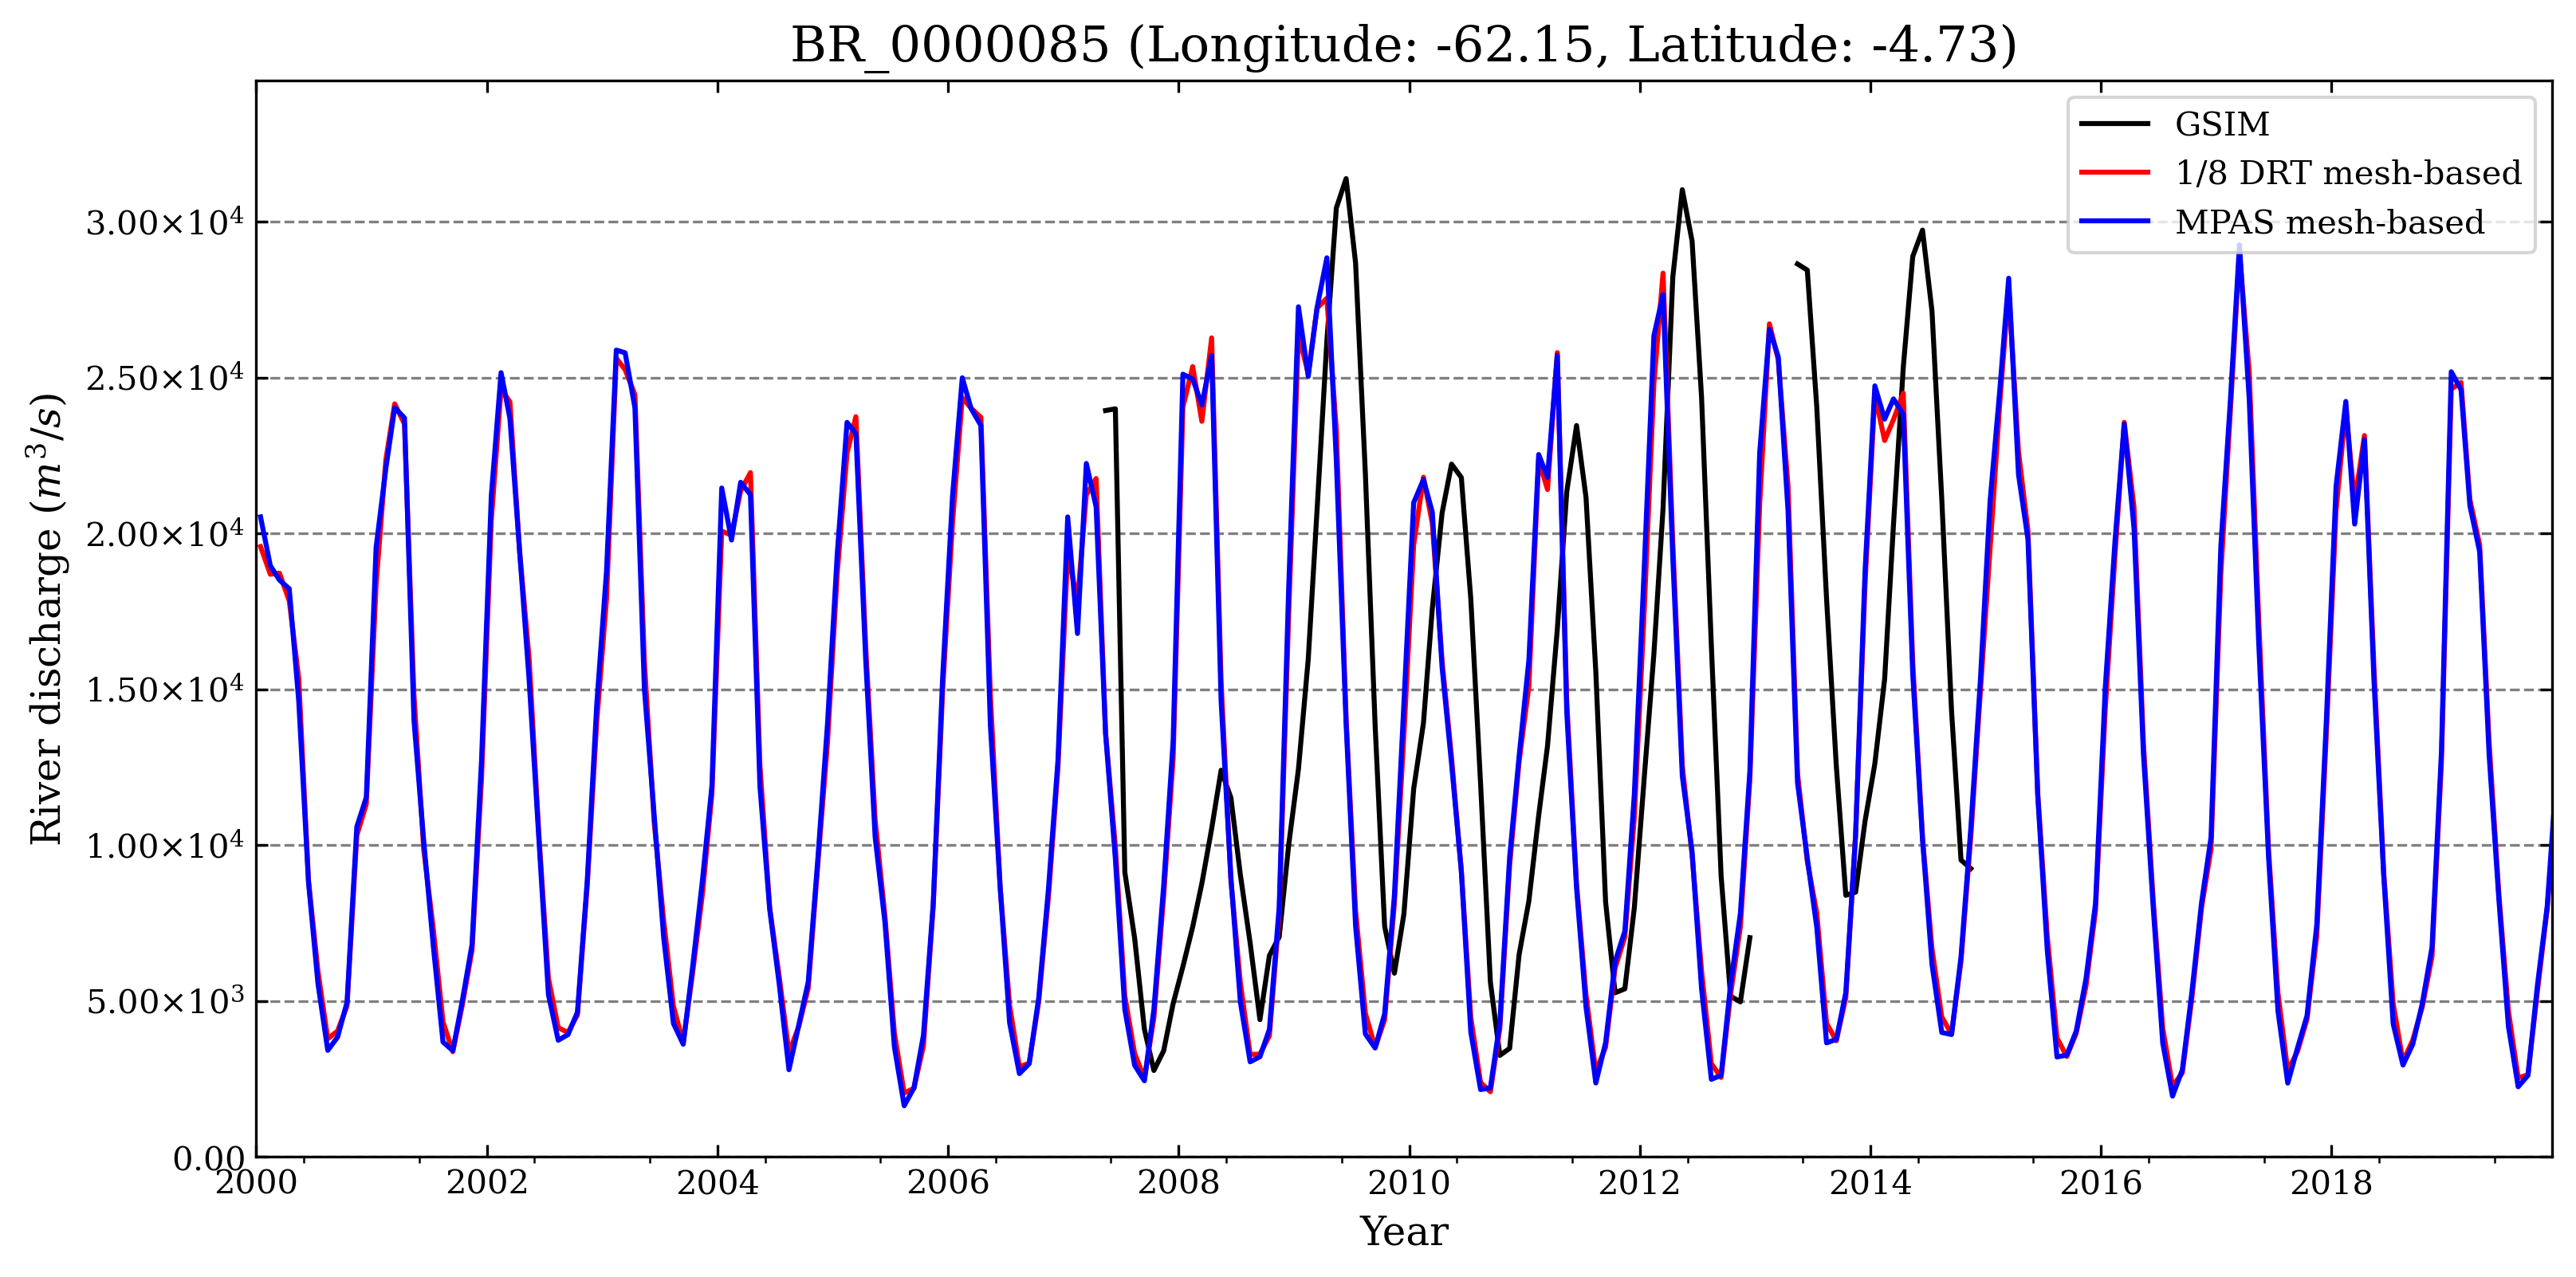 BR_0000085 (Longitude: -62.15, Latitude: -4.73)
GSIM
1/8 DRT mesh-based
MPAS mesh-based
River discharge (m³/s)
3.00×10⁴
2.50×10⁴
2.00×10⁴
1.50×10⁴
1.00×10⁴
5.00×10³
0.00
2000 2002 2004 2006 2008 2010 2012 2014 2016 2018
Year